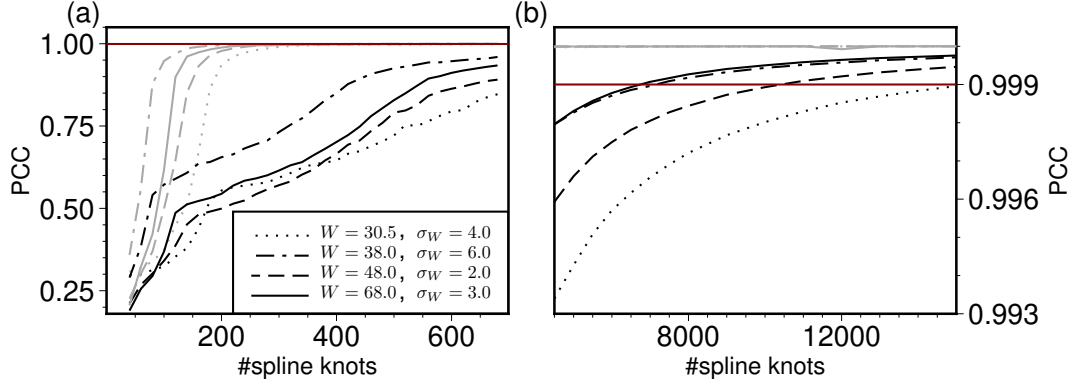 (a)
(b)
1.00
0.75
0.50
0.25
PCC
200
400
600
#spline knots
W = 30.5, σ_W = 4.0
W = 38.0, σ_W = 6.0
W = 48.0, σ_W = 2.0
W = 68.0, σ_W = 3.0
0.999
0.996
0.993
PCC
8000
12000
#spline knots